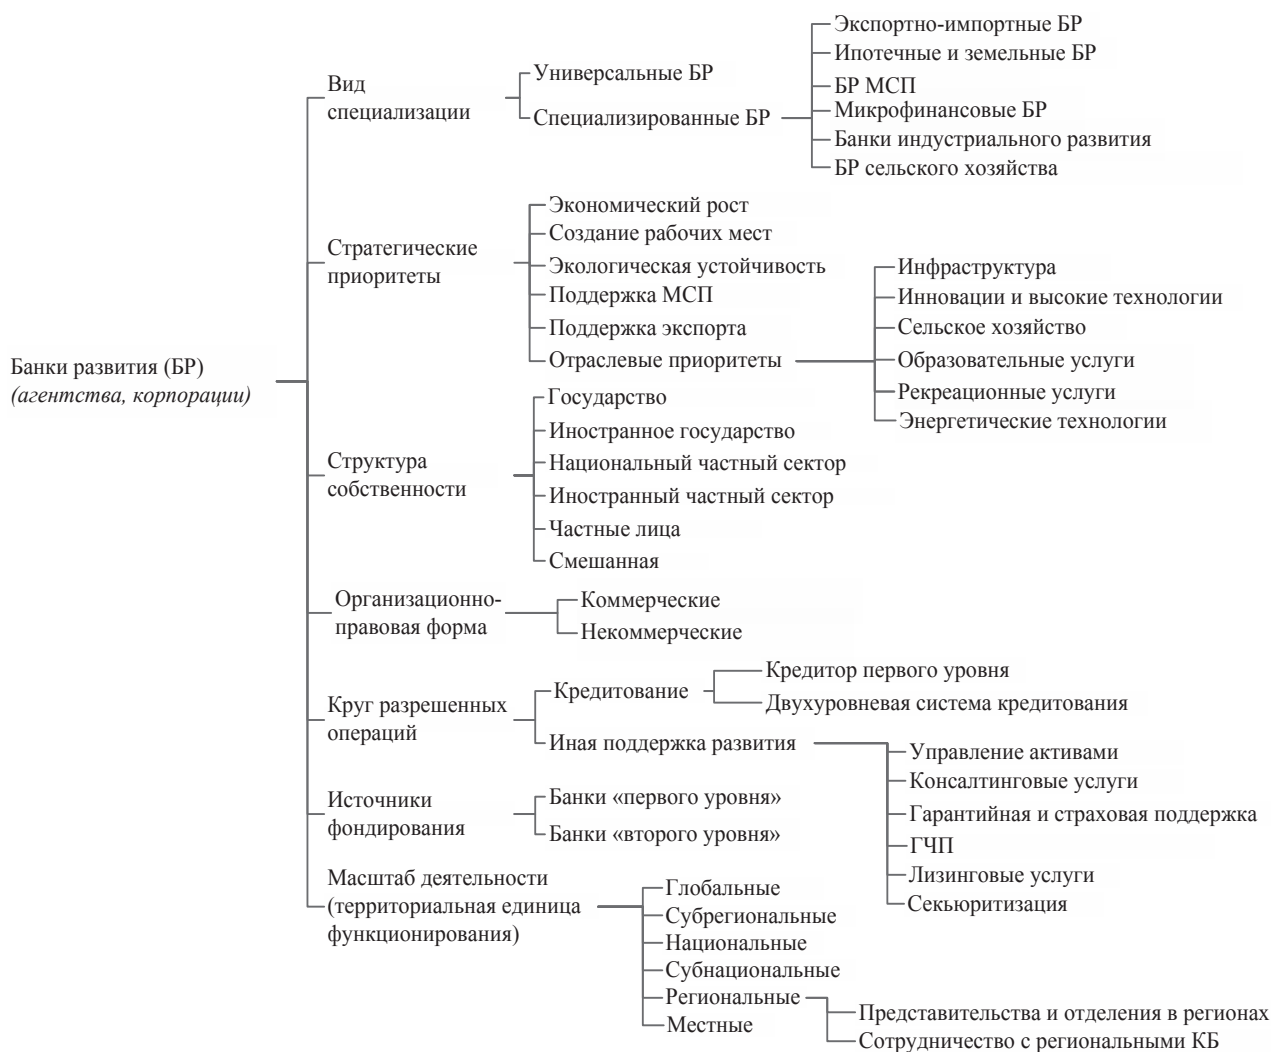 Банки развития (БР)
(агентства, корпорации)
Вид
специализации
Универсальные БР
Специализированные БР
Экспортно-импортные БР
Ипотечные и земельные БР
БР МСП
Микрофинансовые БР
Банки индустриального развития
БР сельского хозяйства
Стратегические
приоритеты
Экономический рост
Создание рабочих мест
Экологическая устойчивость
Поддержка МСП
Поддержка экспорта
Отраслевые приоритеты
Инфраструктура
Инновации и высокие технологии
Сельское хозяйство
Образовательные услуги
Рекреационные услуги
Энергетические технологии
Структура
собственности
Государство
Иностранное государство
Национальный частный сектор
Иностранный частный сектор
Частные лица
Смешанная
Организационно-
правовая форма
Коммерческие
Некоммерческие
Круг разрешенных
операций
Кредитование
Кредитор первого уровня
Двухуровневая система кредитования
Иная поддержка развития
Управление активами
Консалтинговые услуги
Гарантийная и страховая поддержка
ГЧП
Лизинговые услуги
Секьюритизация
Источники
фондирования
Банки «первого уровня»
Банки «второго уровня»
Масштаб деятельности
(территориальная единица
функционирования)
Глобальные
Субрегиональные
Национальные
Субнациональные
Региональные
Местные
Представительства и отделения в регионах
Сотрудничество с региональными КБ